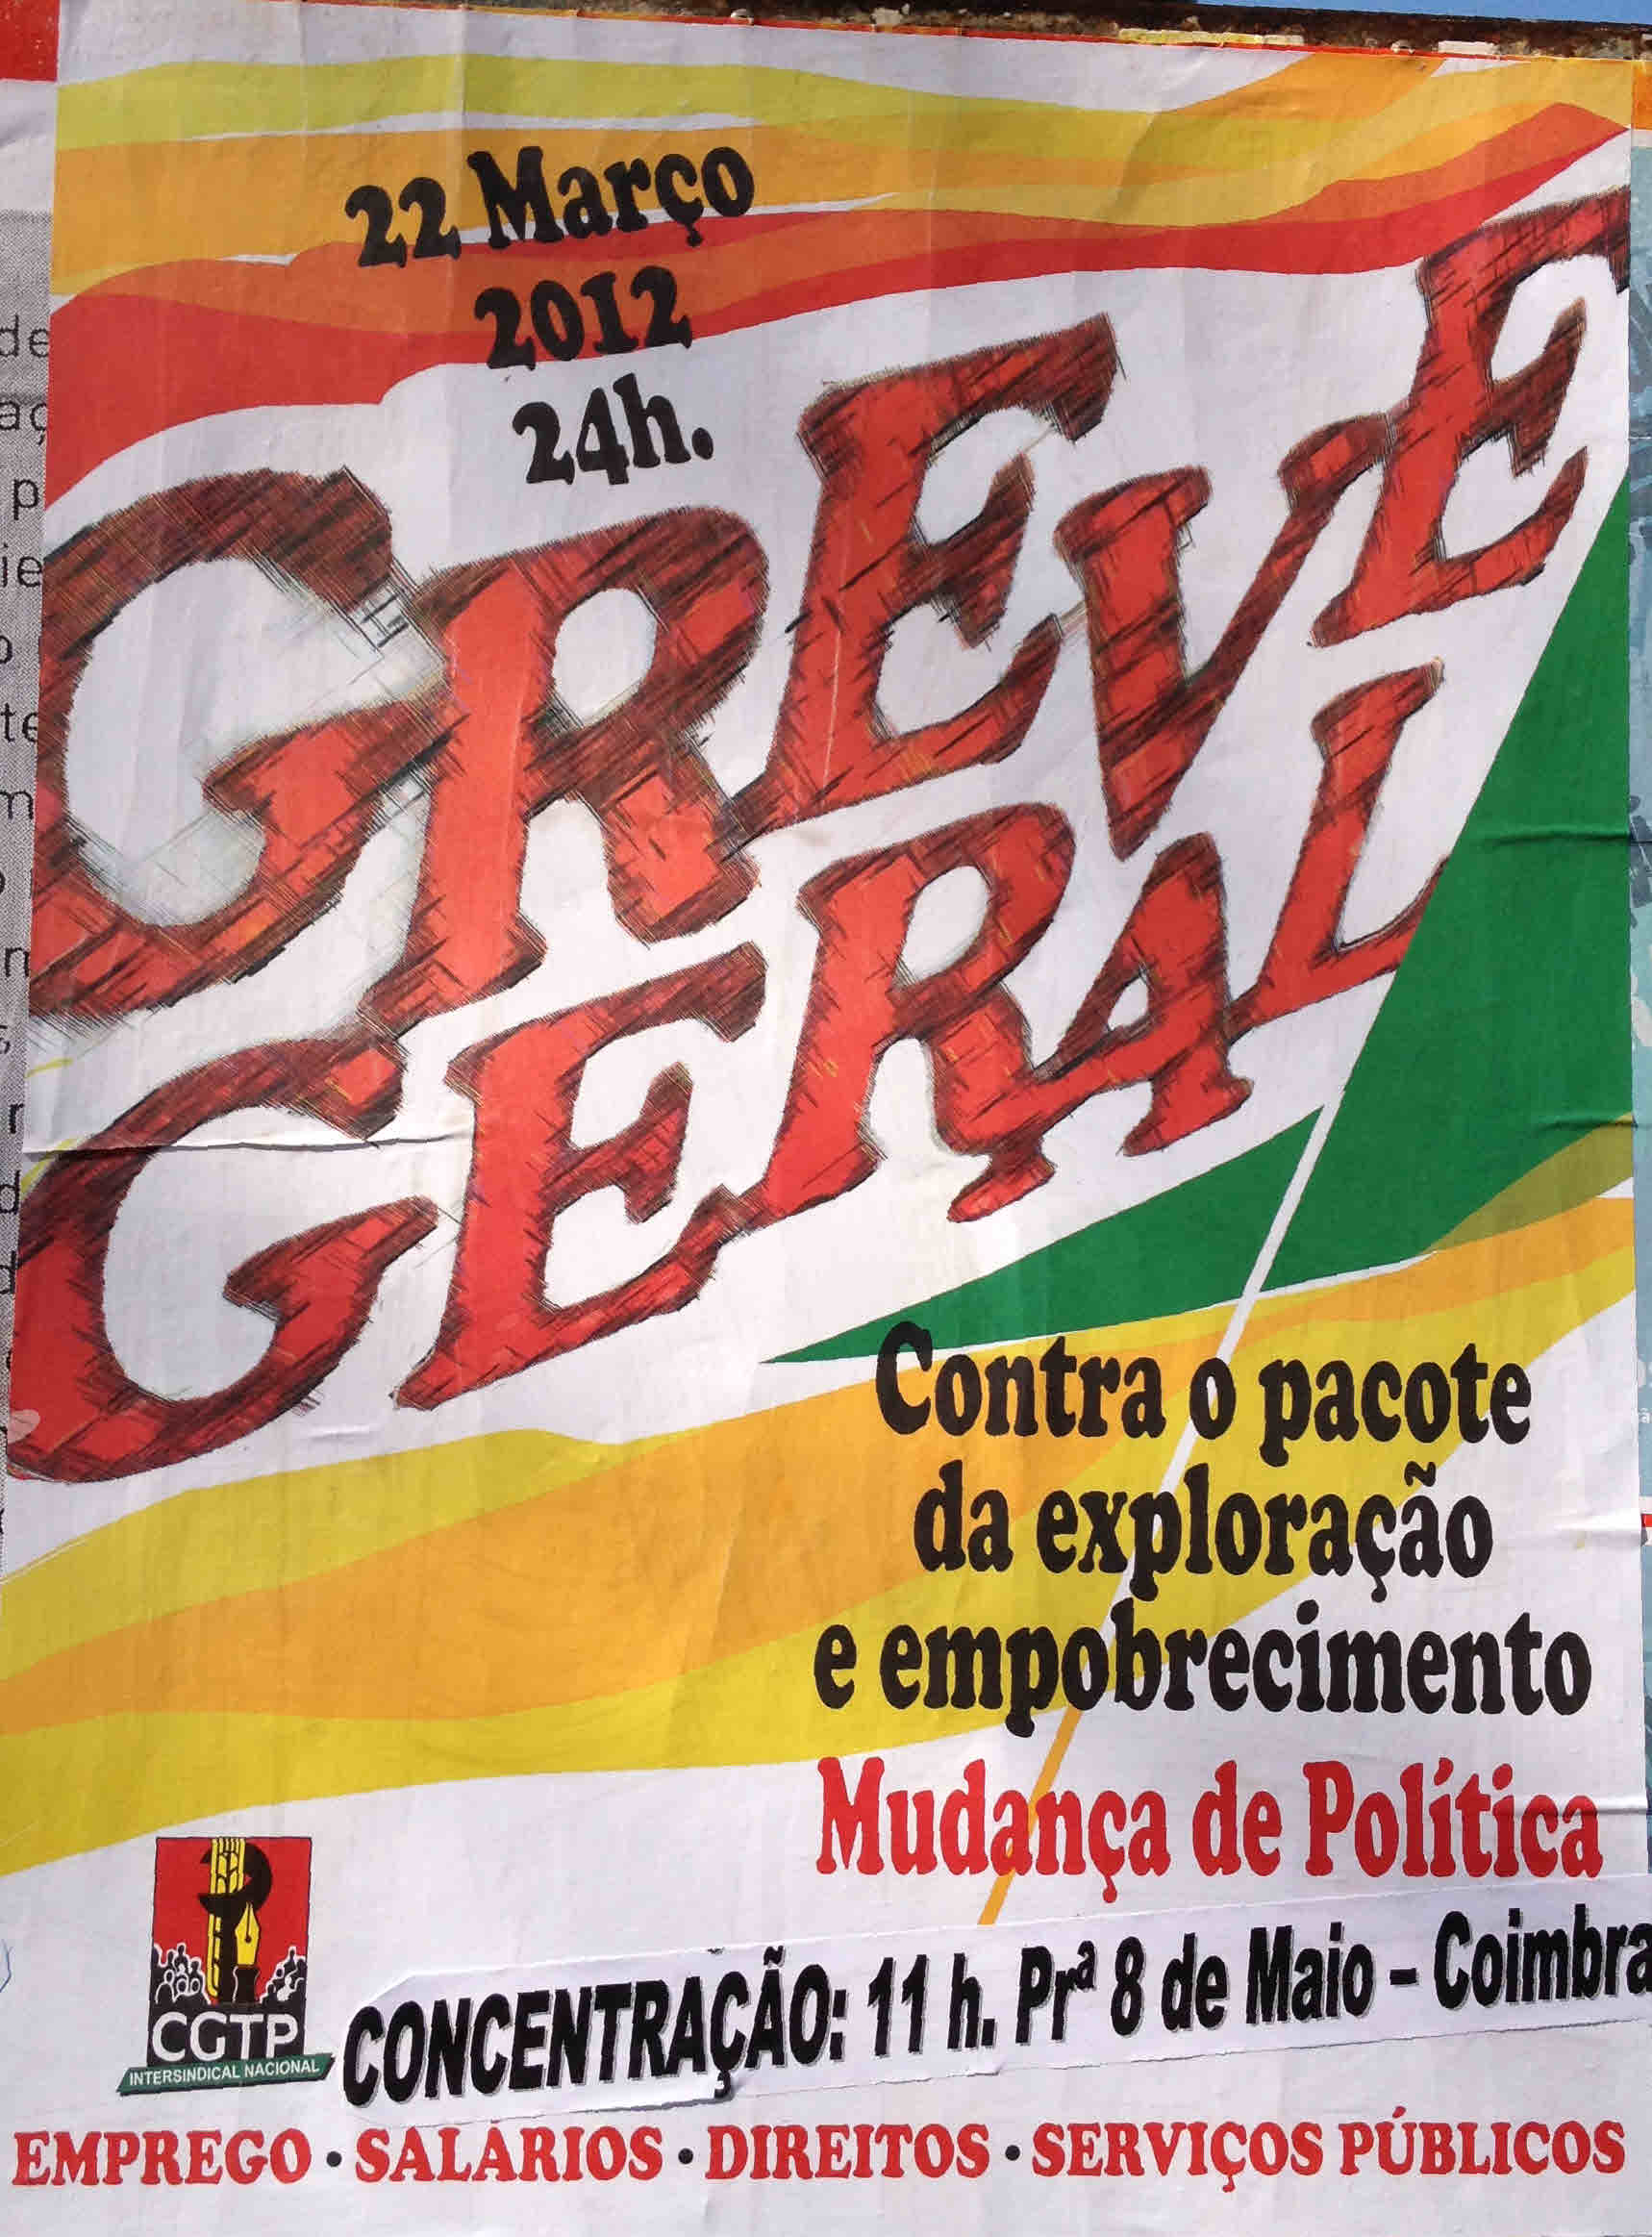 22 Março
2012
24h.
GREVE
GERAL
Contra o pacote
da exploração
e empobrecimento
Mudança de Política
CGTP
INTERSINDICAL NACIONAL
CONCENTRAÇÃO: 11 h. Prª 8 de Maio - Coimbra
EMPREGO • SALÁRIOS • DIREITOS • SERVIÇOS PÚBLICOS